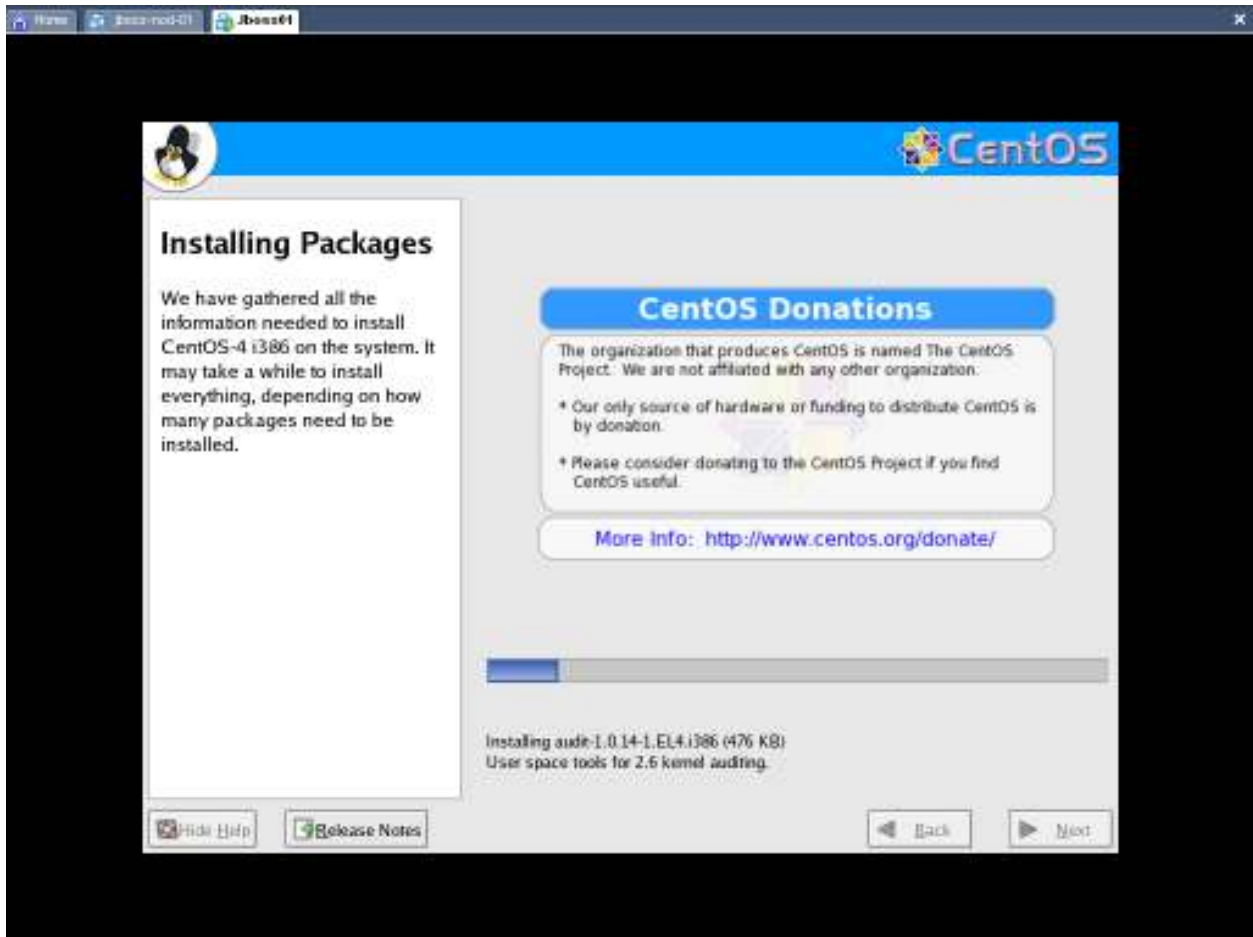 Home
jboss-mod-01
Jboss01
CentOS
Installing Packages
We have gathered all the
information needed to install
CentOS-4 i386 on the system. It
may take a while to install
everything, depending on how
many packages need to be
installed.
CentOS Donations
The organization that produces CentOS is named The CentOS
Project. We are not affiliated with any other organization.
* Our only source of hardware or funding to distribute CentOS is
by donation.
* Please consider donating to the CentOS Project if you find
CentOS useful.
More Info: http://www.centos.org/donate/
Installing audit-1.0.14-1.EL4.i386 (476 KB)
User space tools for 2.6 kernel auditing.
Hide Help
Release Notes
Back
Next